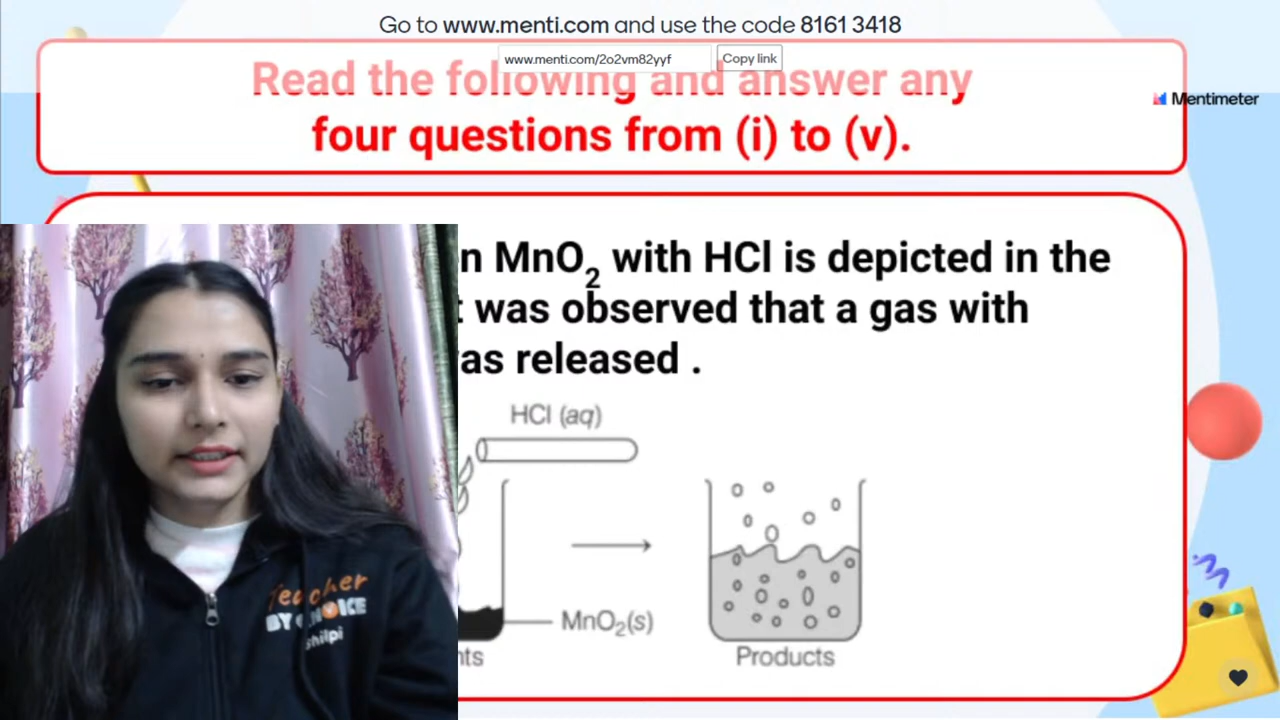 Go to www.menti.com and use the code 8161 3418
www.menti.com/2o2vm82yyf
Copy link
Mentimeter
Read the following and answer any
four questions from (i) to (v).
n MnO2 with HCl is depicted in the
t was observed that a gas with
as released .
HCl (aq)
MnO2(s)
nts
Products
Teacher
BY CHOICE
Shilpi